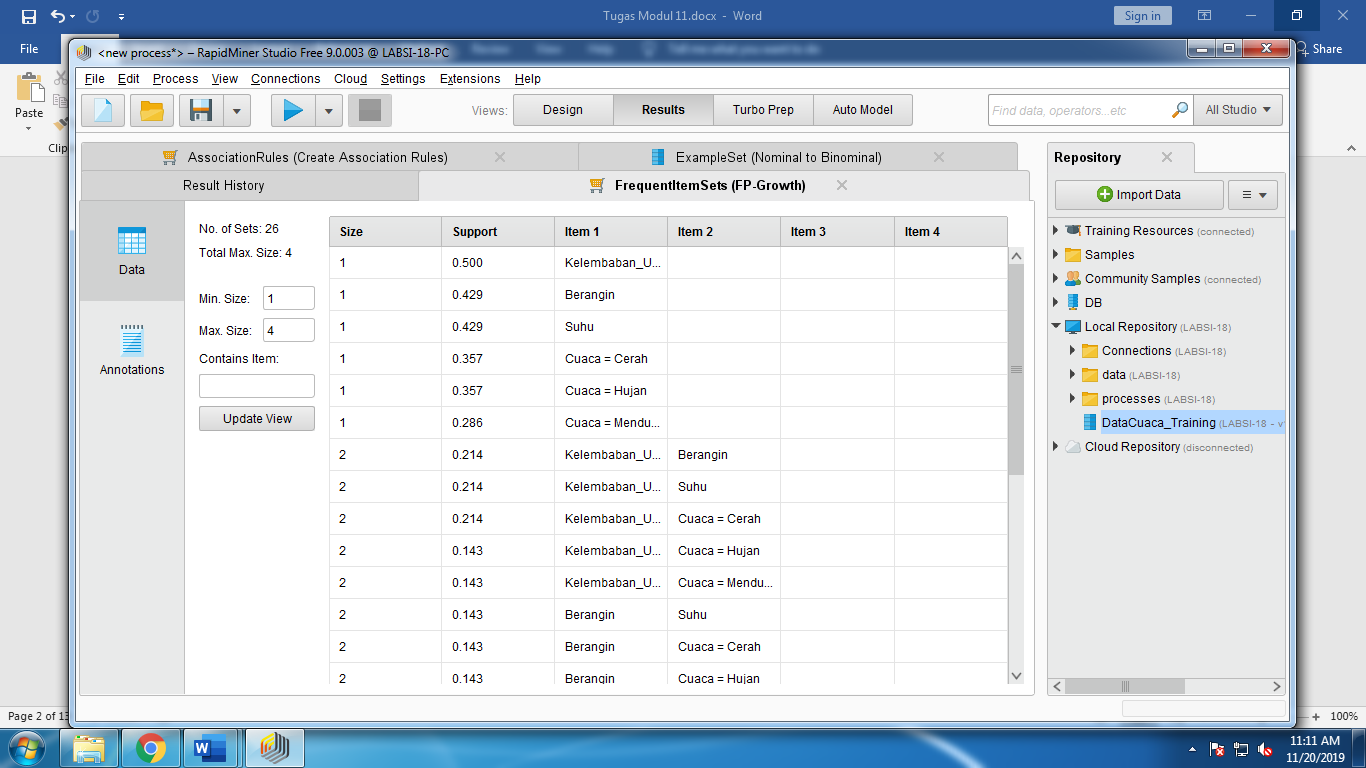 Tugas Modul 11.docx - Word
Sign in
File
Review View Help Tell me what you want to do
Share
Paste
Clip
<new process*> – RapidMiner Studio Free 9.0.003 @ LABSI-18-PC
File Edit Process View Connections Cloud Settings Extensions Help
Views: Design Results Turbo Prep Auto Model
Find data, operators...etc
All Studio
AssociationRules (Create Association Rules)
ExampleSet (Nominal to Binominal)
Result History
FrequentItemSets (FP-Growth)
Data
Annotations
No. of Sets: 26
Total Max. Size: 4
Min. Size: 1
Max. Size: 4
Contains Item:
Update View
Size Support Item 1 Item 2 Item 3 Item 4
1 0.500 Kelembaban_U...
1 0.429 Berangin
1 0.429 Suhu
1 0.357 Cuaca = Cerah
1 0.357 Cuaca = Hujan
1 0.286 Cuaca = Mendu...
2 0.214 Kelembaban_U... Berangin
2 0.214 Kelembaban_U... Suhu
2 0.214 Kelembaban_U... Cuaca = Cerah
2 0.143 Kelembaban_U... Cuaca = Hujan
2 0.143 Kelembaban_U... Cuaca = Mendu...
2 0.143 Berangin Suhu
2 0.143 Berangin Cuaca = Cerah
2 0.143 Berangin Cuaca = Hujan
Repository
Import Data
Training Resources (connected)
Samples
Community Samples (connected)
DB
Local Repository (LABSI-18)
Connections (LABSI-18)
data (LABSI-18)
processes (LABSI-18)
DataCuaca_Training (LABSI-18 - v
Cloud Repository (disconnected)
Page 2 of 13
100%
11:11 AM
11/20/2019